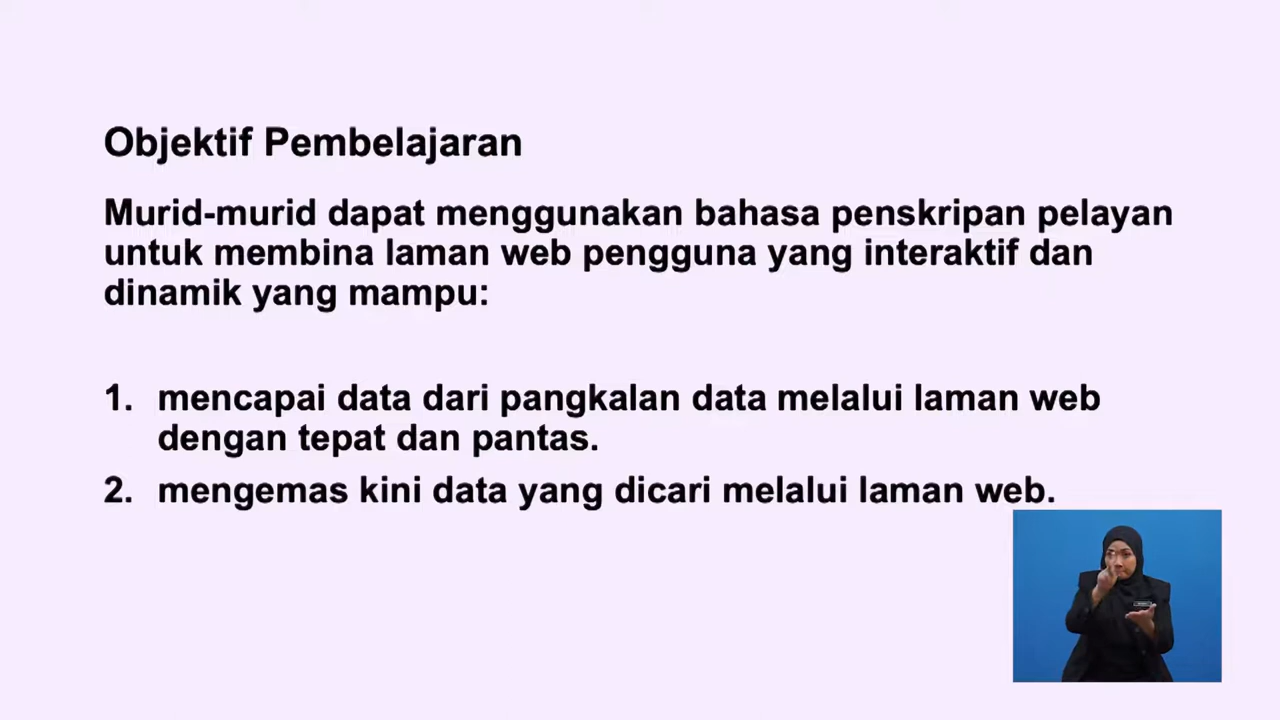 Objektif Pembelajaran
Murid-murid dapat menggunakan bahasa penskripan pelayan
untuk membina laman web pengguna yang interaktif dan
dinamik yang mampu:
1. mencapai data dari pangkalan data melalui laman web
dengan tepat dan pantas.
2. mengemas kini data yang dicari melalui laman web.